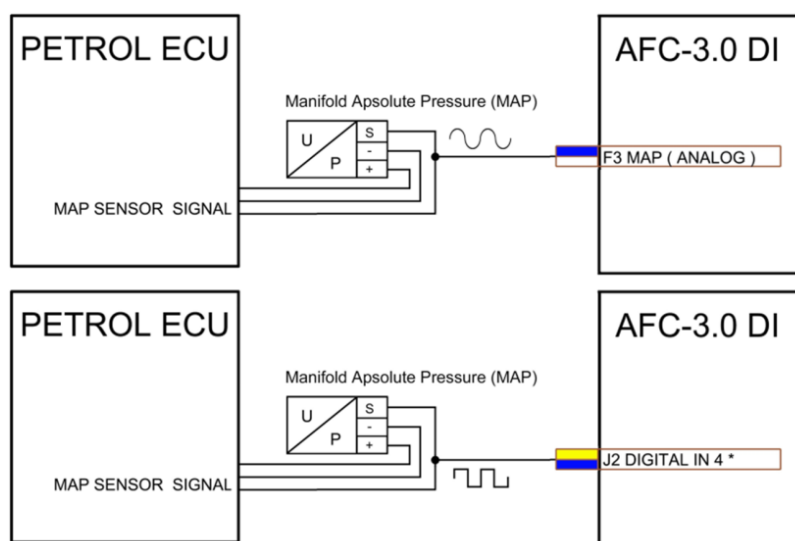 PETROL ECU
AFC-3.0 DI
Manifold Apsolute Pressure (MAP)
U
P
S
-
+
F3 MAP ( ANALOG )
MAP SENSOR SIGNAL
PETROL ECU
AFC-3.0 DI
Manifold Apsolute Pressure (MAP)
U
P
S
-
+
J2 DIGITAL IN 4 *
MAP SENSOR SIGNAL